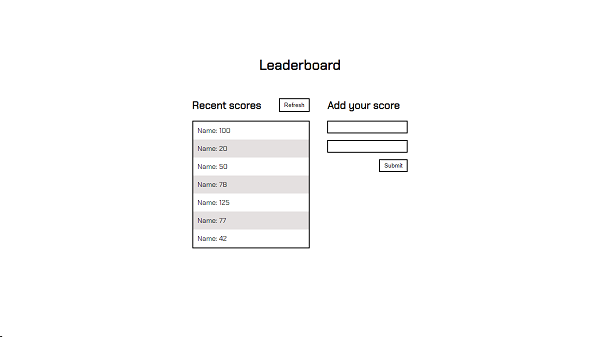 Leaderboard
Recent scores
Refresh
Name: 100
Name: 20
Name: 50
Name: 78
Name: 125
Name: 77
Name: 42
Add your score
Submit